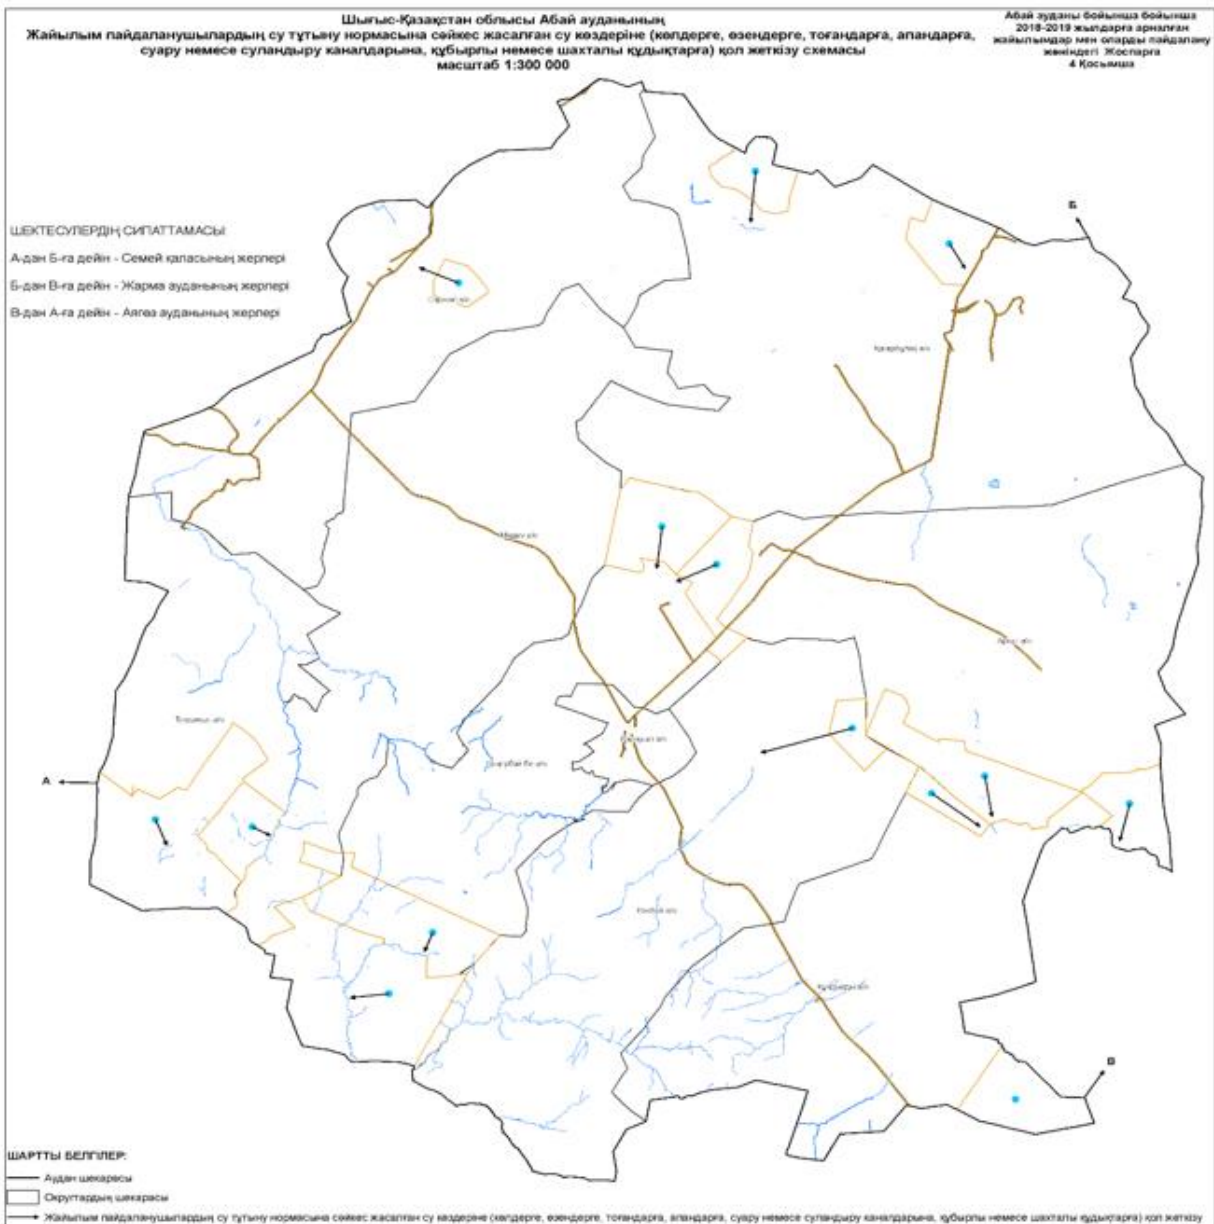 Шығыс-Қазақстан облысы Абай ауданының
Жайылым пайдаланушылардың су тұтыну нормасына сәйкес жасалған су көздеріне (көлдерге, өзендерге, тоғандарға, апандарға,
суару немесе суландыру каналдарына, құбырлы немесе шахталы құдықтарға) қол жеткізу схемасы
масштаб 1:300 000
Абай ауданы бойынша бойынша
2018-2019 жылдарға арналған
жайылымдар мен оларды пайдалану
жөніндегі Жоспарға
4 Қосымша
Б
ШЕКТЕСУЛЕРДІҢ СИПАТТАМАСЫ:
А-дан Б-ға дейін - Семей қаласының жерлері
Б-дан В-ға дейін - Жарма ауданының жерлері
В-дан А-ға дейін - Аягөз ауданының жерлері
А
В
ШАРТТЫ БЕЛГІЛЕР:
Аудан шекарасы
Округтардың шекарасы
Жайылым пайдаланушылардың су тұтыну нормасына сәйкес жасалған су көздеріне (көлдерге, өзендерге, тоғандарға, апандарға, суару немесе суландыру каналдарына, құбырлы немесе шахталы құдықтарға) қол жеткізу